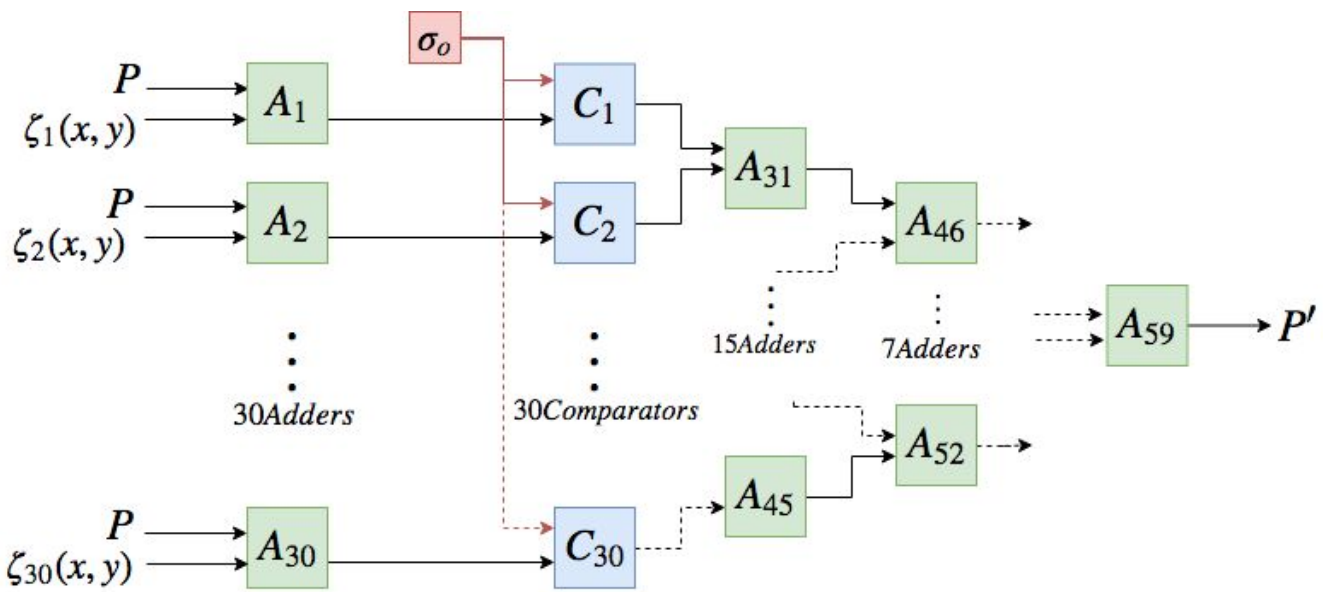 σₒ
P
ζ₁(x, y)
A₁
C₁
A₃₁
P
ζ₂(x, y)
A₂
C₂
A₄₆
⋮
30Adders
⋮
30Comparators
⋮
15Adders
⋮
7Adders
A₅₉
P′
A₅₂
A₄₅
P
ζ₃₀(x, y)
A₃₀
C₃₀